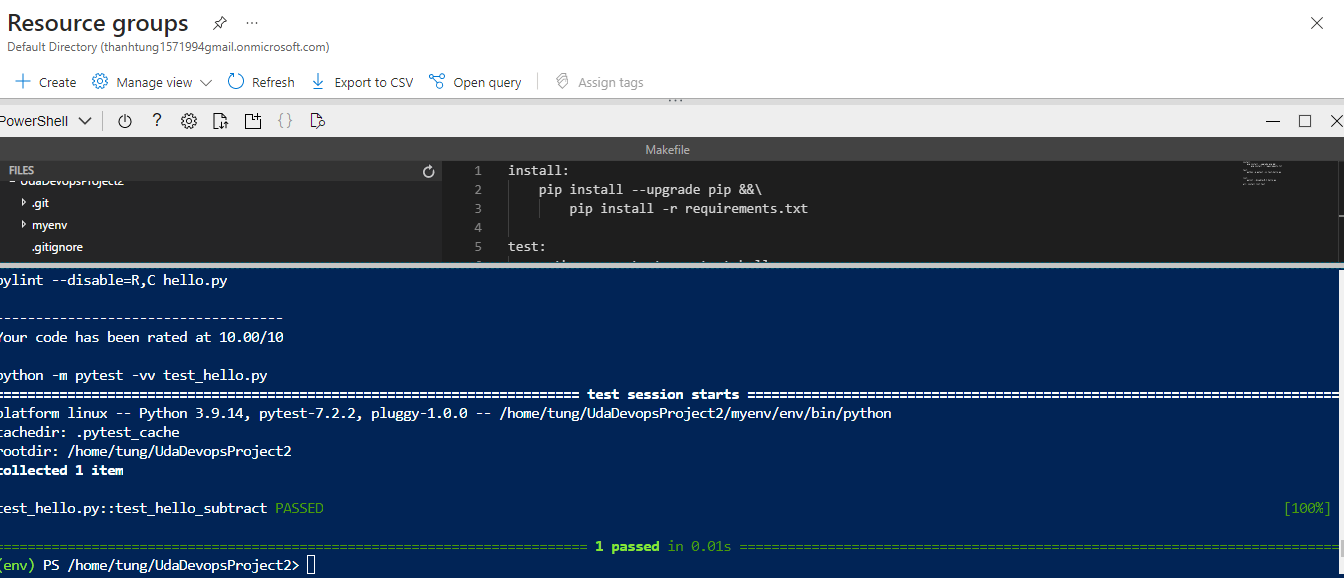 Resource groups
Default Directory (thanhtung1571994gmail.onmicrosoft.com)
Create Manage view Refresh Export to CSV Open query Assign tags
PowerShell
Makefile
FILES
UdaDevopsProject2
.git
myenv
.gitignore
1 install:
2 pip install --upgrade pip &&\
3 pip install -r requirements.txt
4
5 test:
pylint --disable=R,C hello.py
------------------------------------
Your code has been rated at 10.00/10
python -m pytest -vv test_hello.py
test session starts
platform linux -- Python 3.9.14, pytest-7.2.2, pluggy-1.0.0 -- /home/tung/UdaDevopsProject2/myenv/env/bin/python
cachedir: .pytest_cache
rootdir: /home/tung/UdaDevopsProject2
collected 1 item
test_hello.py::test_hello_subtract PASSED [100%]
1 passed in 0.01s
(env) PS /home/tung/UdaDevopsProject2>